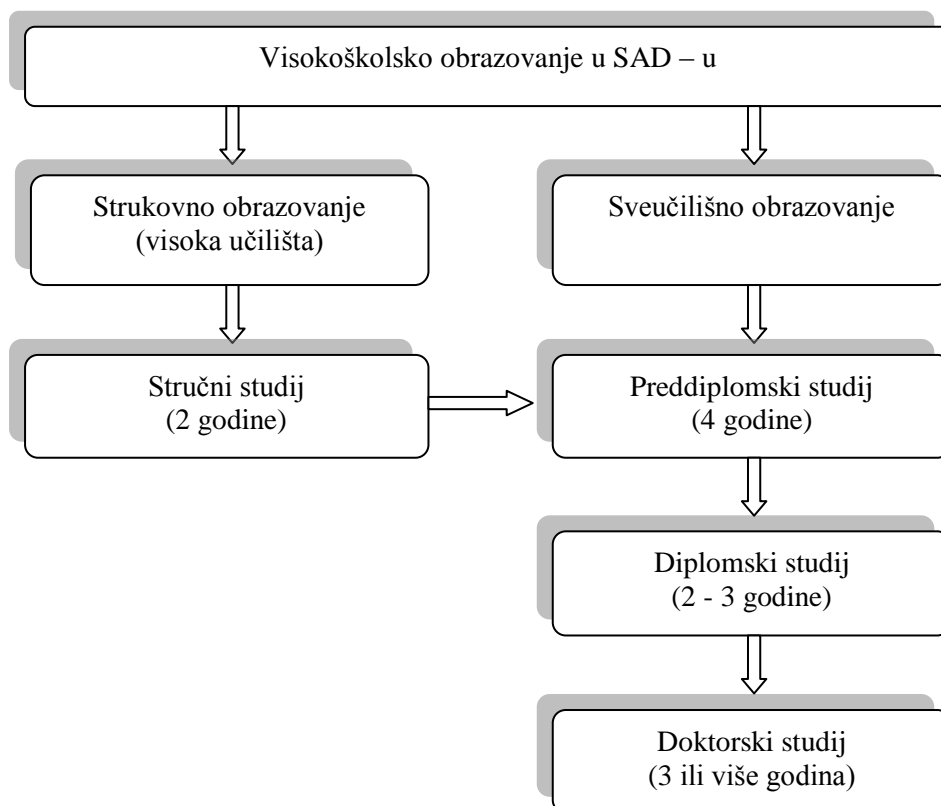 Visokoškolsko obrazovanje u SAD – u
Strukovno obrazovanje
(visoka učilišta)
Sveučilišno obrazovanje
Stručni studij
(2 godine)
Preddiplomski studij
(4 godine)
Diplomski studij
(2 - 3 godine)
Doktorski studij
(3 ili više godina)